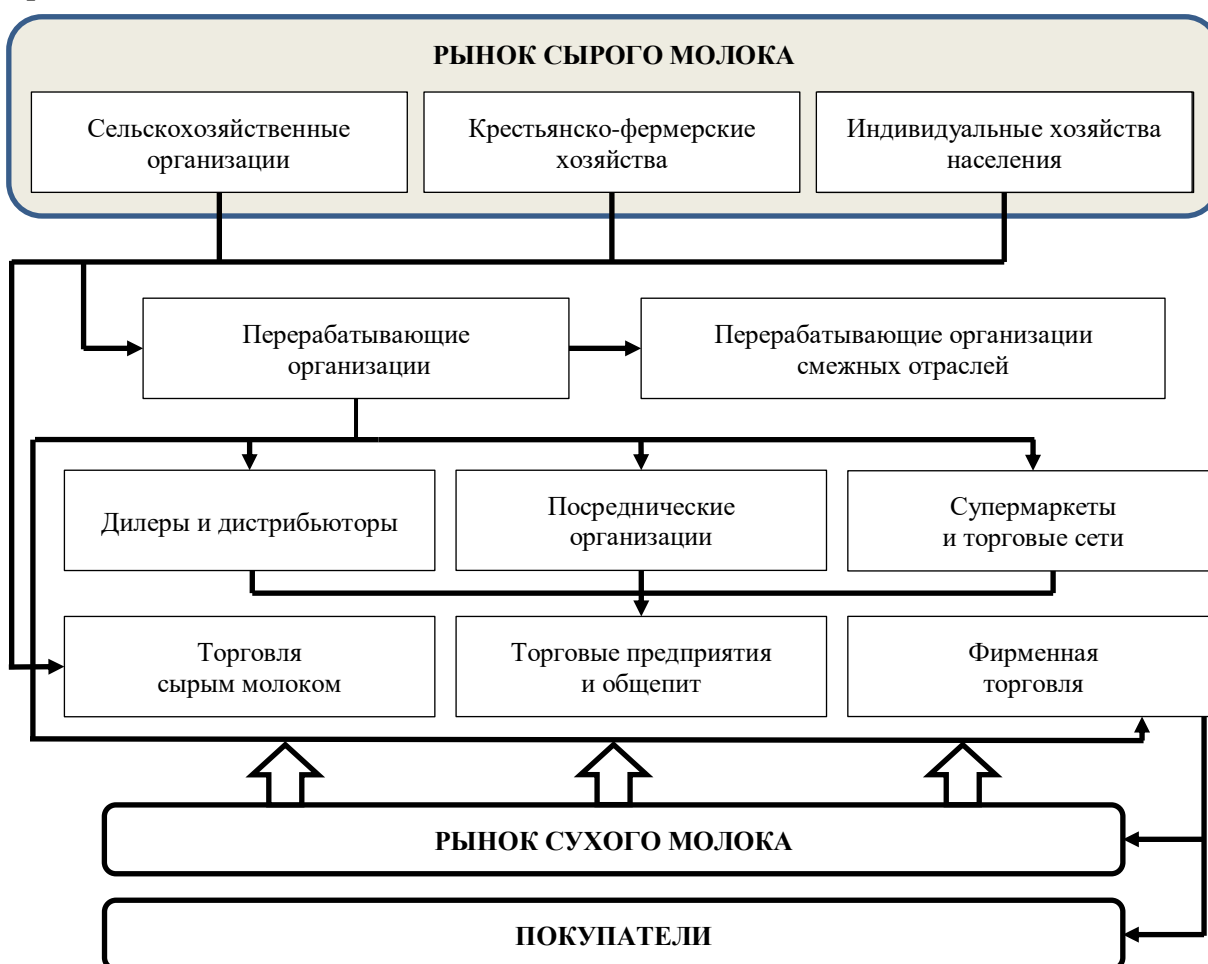 РЫНОК СЫРОГО МОЛОКА
Сельскохозяйственные
организации
Крестьянско-фермерские
хозяйства
Индивидуальные хозяйства
населения
Перерабатывающие
организации
Перерабатывающие организации
смежных отраслей
Дилеры и дистрибьюторы
Посреднические
организации
Супермаркеты
и торговые сети
Торговля
сырым молоком
Торговые предприятия
и общепит
Фирменная
торговля
РЫНОК СУХОГО МОЛОКА
ПОКУПАТЕЛИ